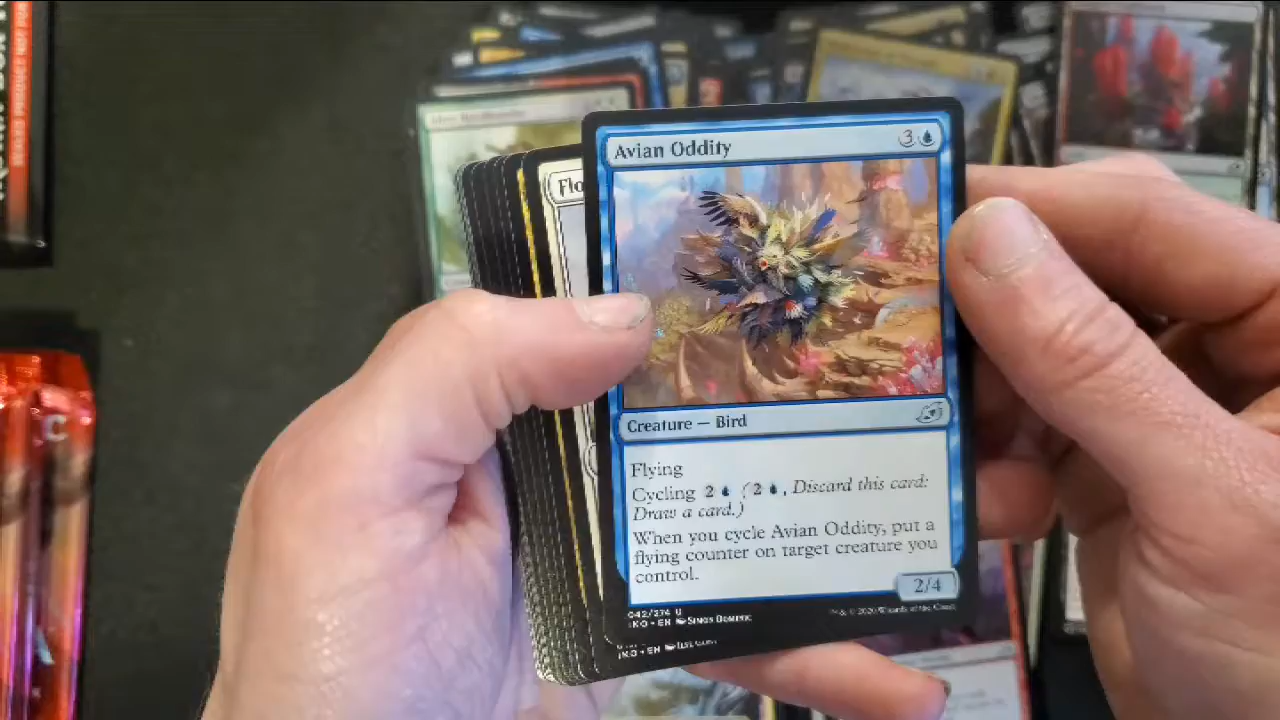 Avian Oddity
3
Flo
Creature — Bird
Flying
Cycling 2 (2, Discard this card:
Draw a card.)
When you cycle Avian Oddity, put a
flying counter on target creature you
control.
2/4
042/274 U
IKO • EN Simon Dominic
™ & © 2020 Wizards of the Coast
IKO • EN
C